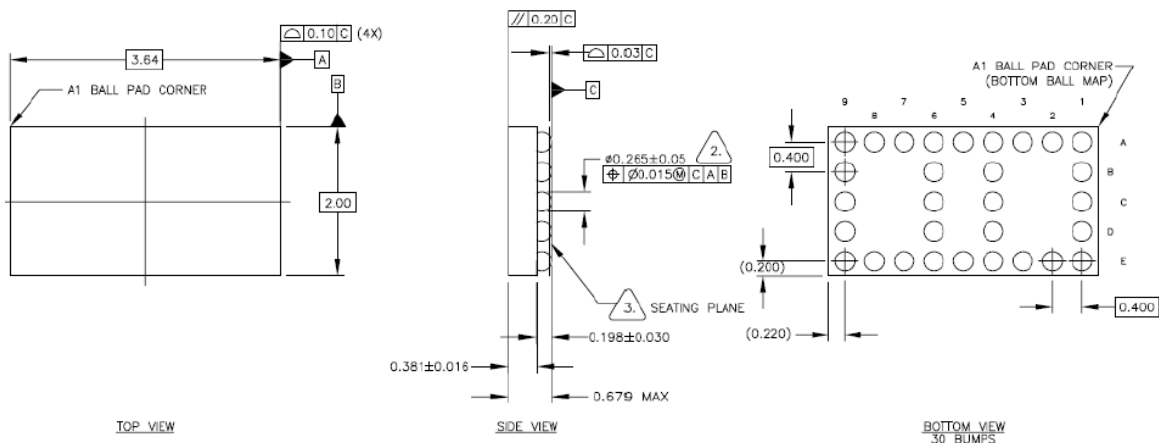 // 0.20 C
⌓ 0.10 C (4X)
3.64
A
B
A1 BALL PAD CORNER
2.00
TOP VIEW
⌓ 0.03 C
C
⌀0.265±0.05
2.
⌖ ⌀0.015Ⓜ C A B
3. SEATING PLANE
0.198±0.030
0.381±0.016
0.679 MAX
SIDE VIEW
A1 BALL PAD CORNER
(BOTTOM BALL MAP)
9 7 5 3 1
8 6 4 2
A
B
C
D
E
0.400
(0.200)
(0.220)
0.400
BOTTOM VIEW
30 BUMPS